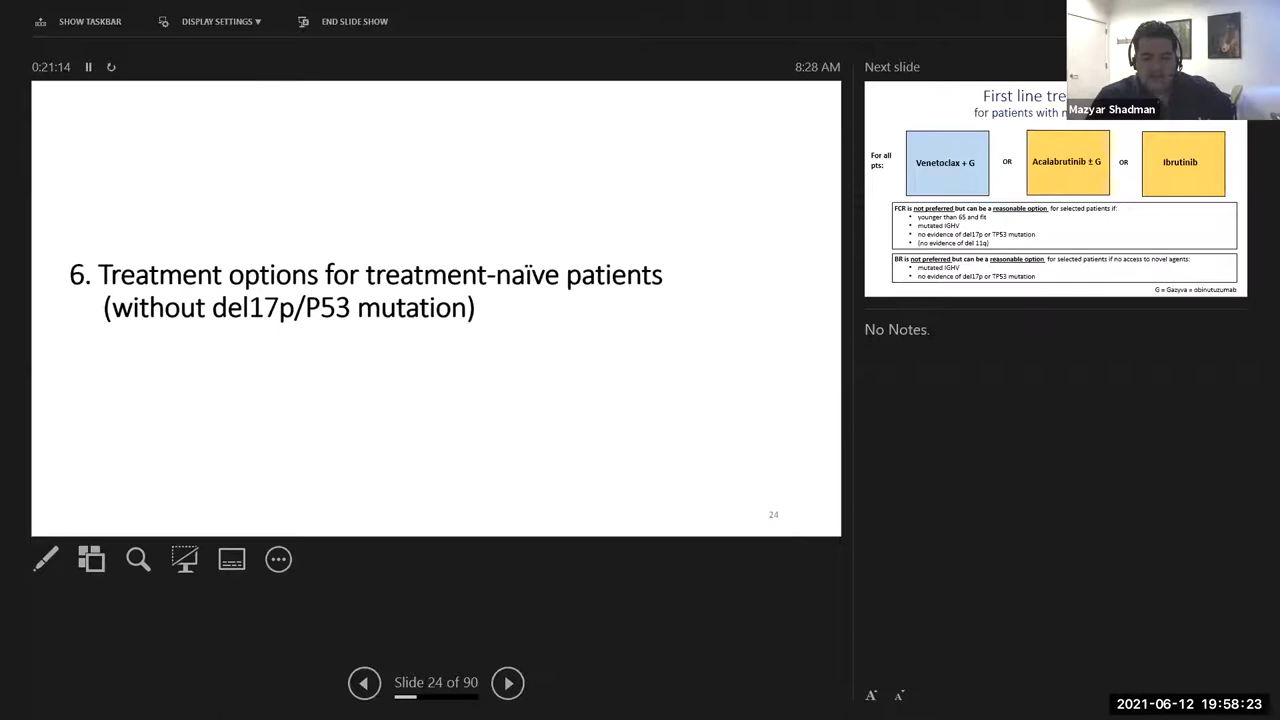 SHOW TASKBAR
DISPLAY SETTINGS ▼
END SLIDE SHOW
0:21:14
8:28 AM
6. Treatment options for treatment-naïve patients
(without del17p/P53 mutation)
24
Slide 24 of 90
Next slide
Mazyar Shadman
First line tre
for patients with
For all
pts:
Venetoclax + G
OR
Acalabrutinib ± G
OR
Ibrutinib
FCR is not preferred but can be a reasonable option for selected patients if:
• younger than 65 and fit
• mutated IGHV
• no evidence of del17p or TP53 mutation
• (no evidence of del 11q)
BR is not preferred but can be a reasonable option for selected patients if no access to novel agents:
• mutated IGHV
• no evidence of del17p or TP53 mutation
G = Gazyva = obinutuzumab
No Notes.
A A
2021-06-12 19:58:23